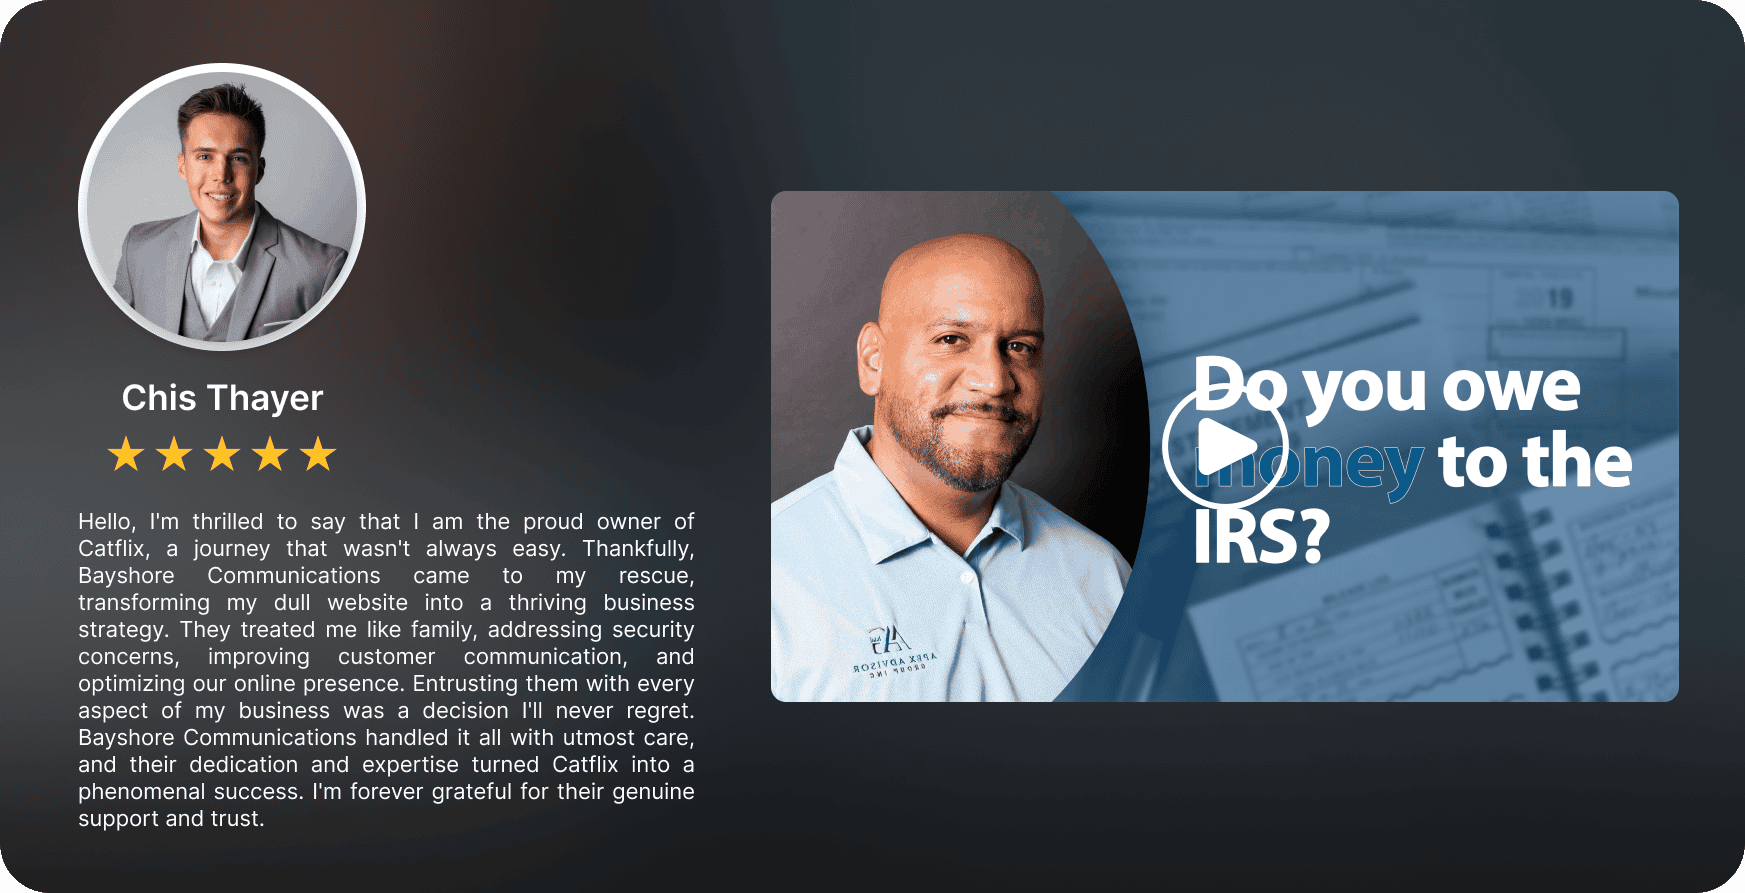 Chis Thayer
Hello, I'm thrilled to say that I am the proud owner of
Catflix, a journey that wasn't always easy. Thankfully,
Bayshore Communications came to my rescue,
transforming my dull website into a thriving business
strategy. They treated me like family, addressing security
concerns, improving customer communication, and
optimizing our online presence. Entrusting them with every
aspect of my business was a decision I'll never regret.
Bayshore Communications handled it all with utmost care,
and their dedication and expertise turned Catflix into a
phenomenal success. I'm forever grateful for their genuine
support and trust.
Do you owe
money to the
IRS?
APEX ADVISOR
GROUP INC
19